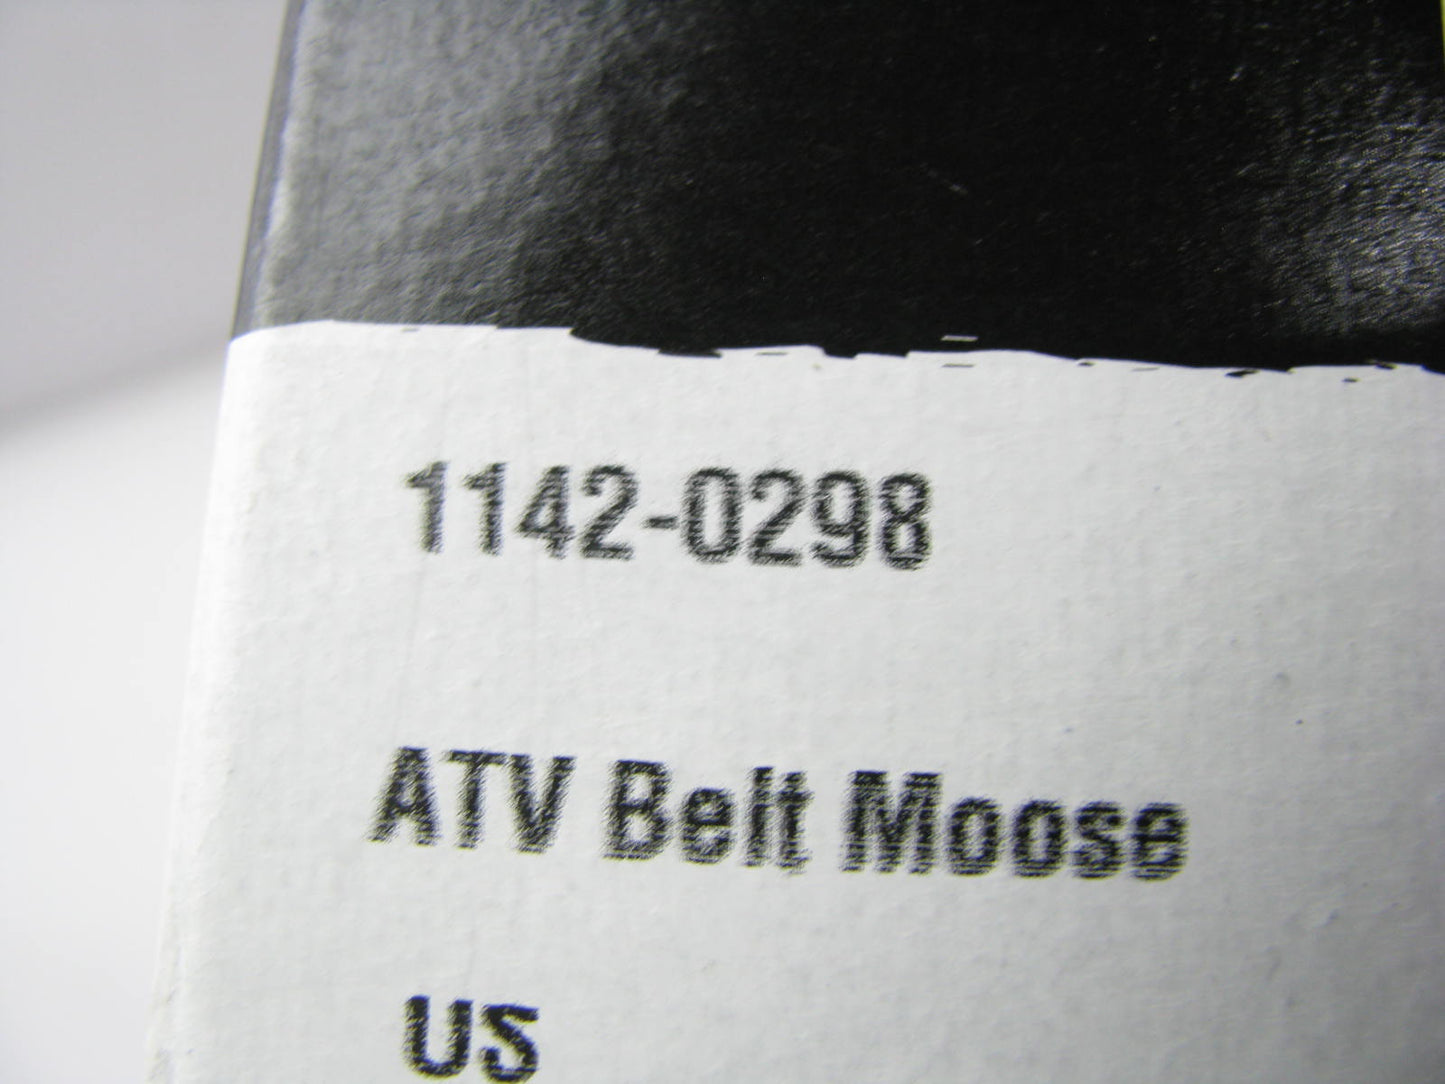 1142-0298
ATV Belt Moose
US